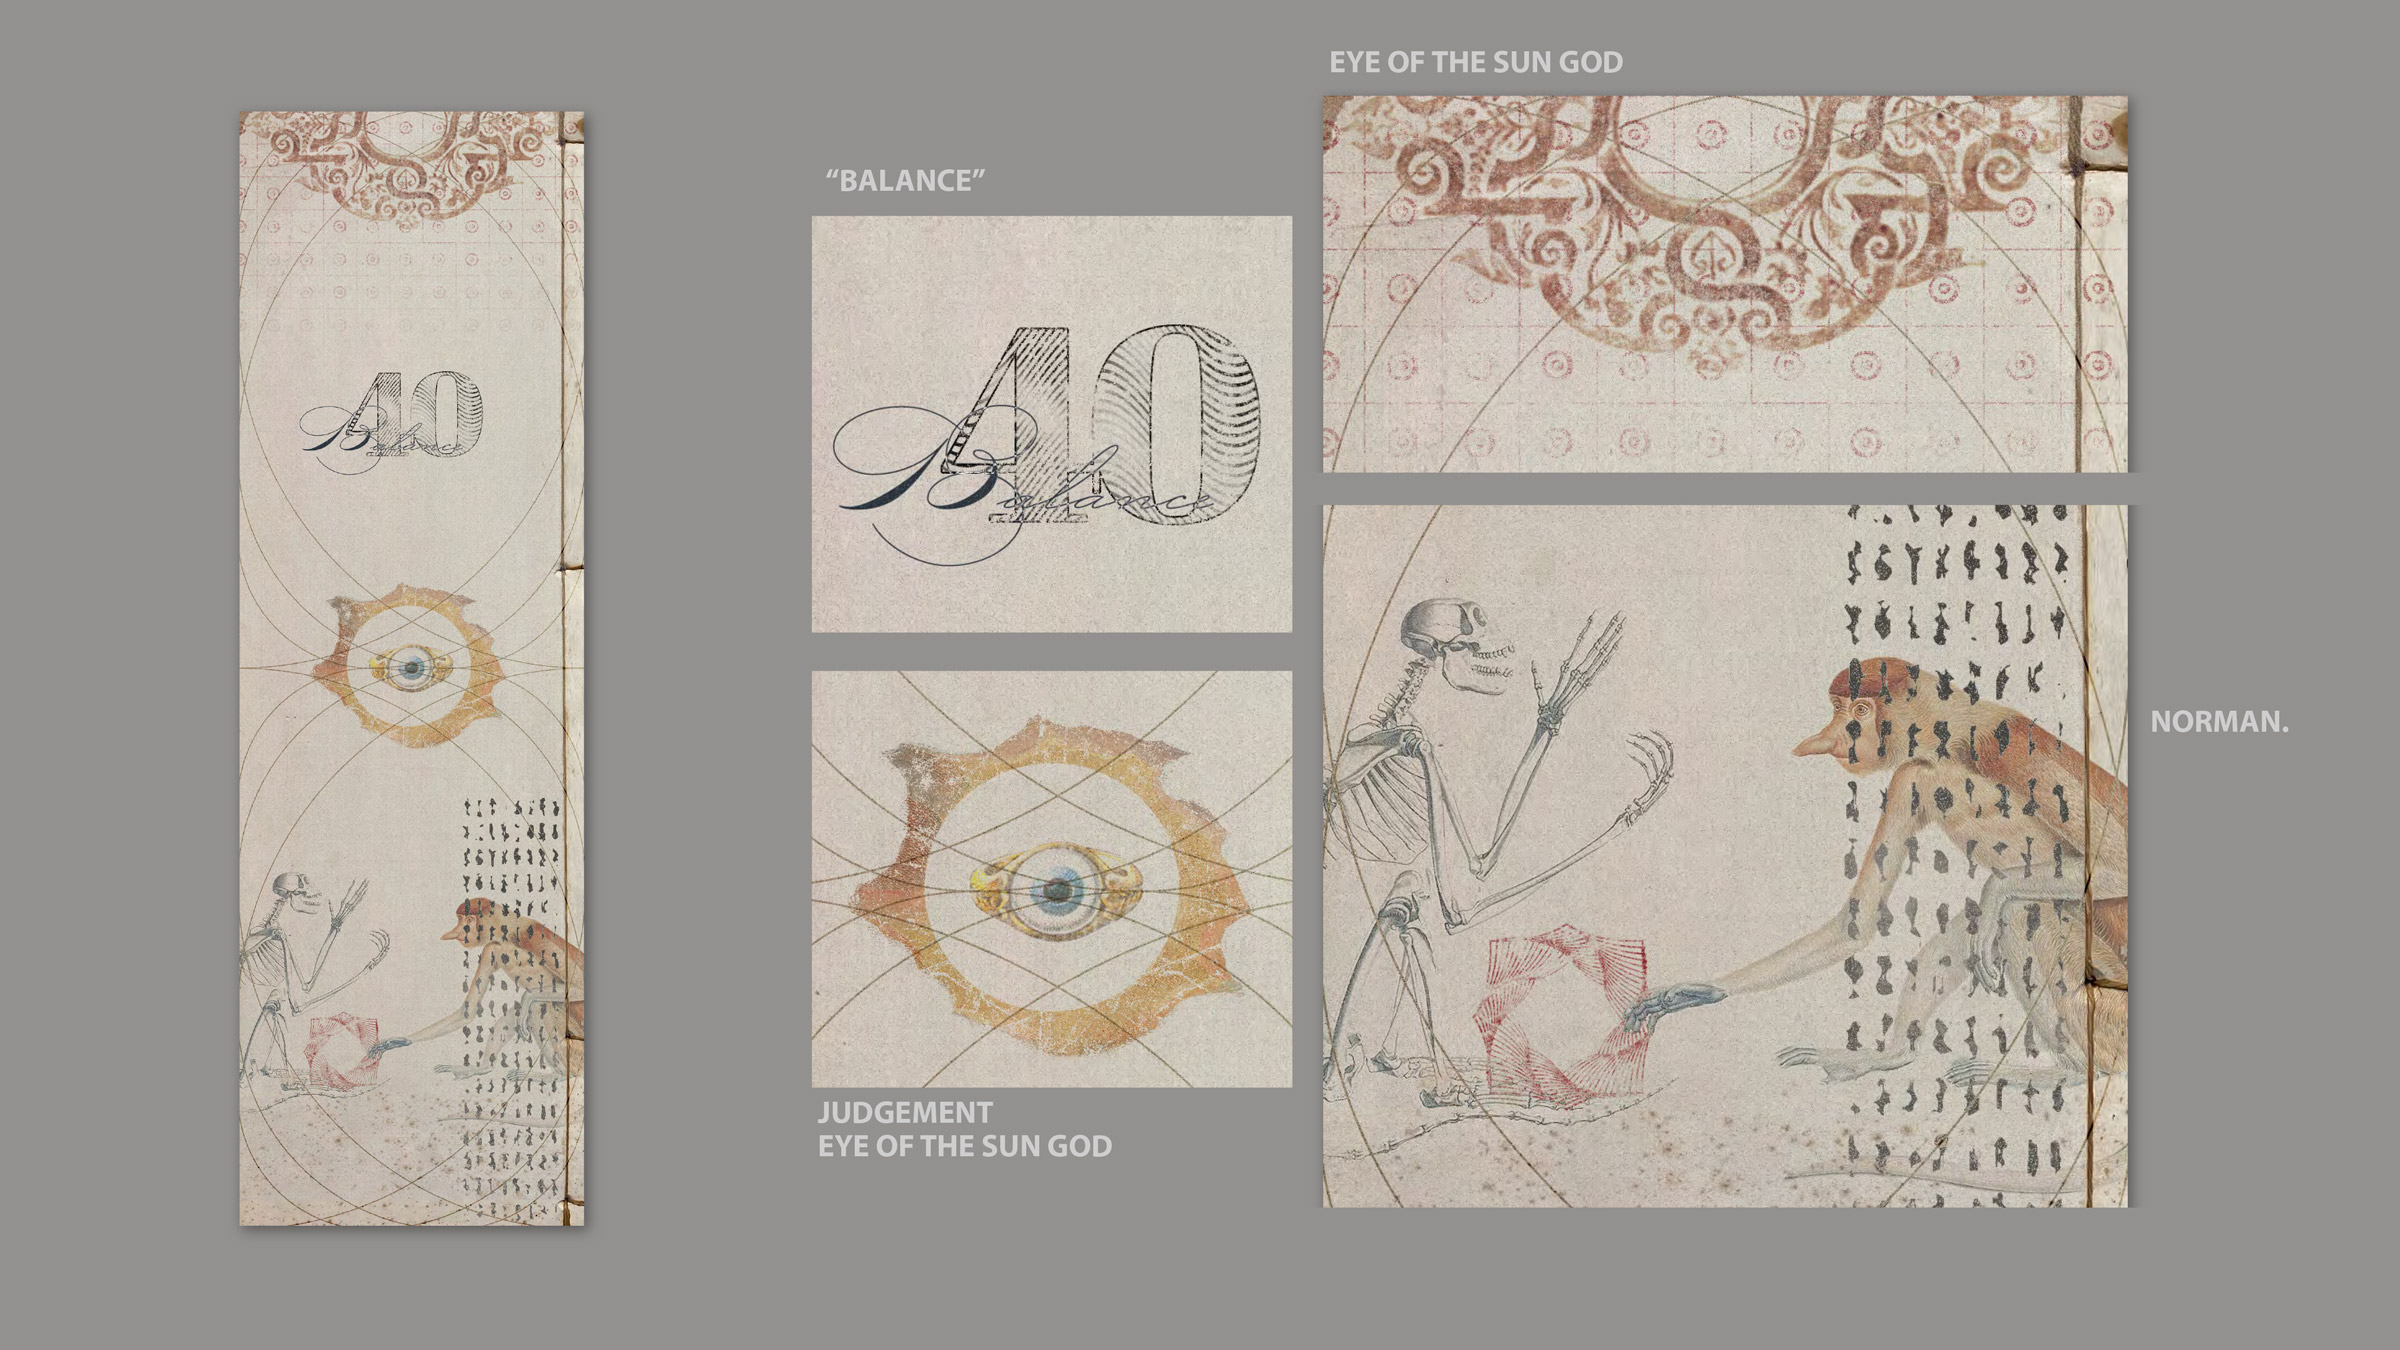 EYE OF THE SUN GOD
“BALANCE”
40
Balance
40
Balance
NORMAN.
JUDGEMENT
EYE OF THE SUN GOD